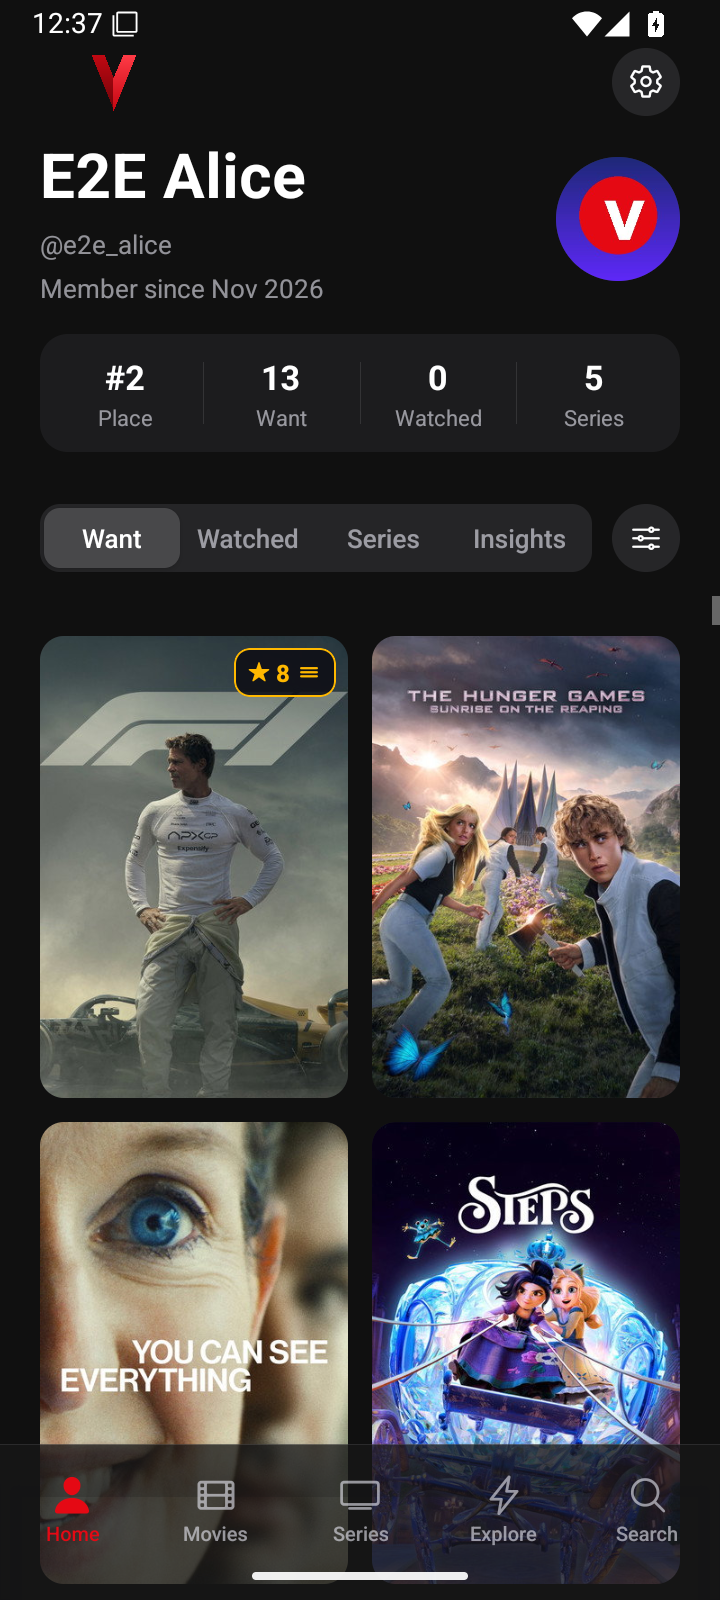 12:37
E2E Alice
@e2e_alice
Member since Nov 2026
V
#2
Place
13
Want
0
Watched
5
Series
Want
Watched
Series
Insights
8
APXGP
Expensify
THE HUNGER GAMES
SUNRISE ON THE REAPING
YOU CAN SEE
EVERYTHING
STEPS
Home
Movies
Series
Explore
Search